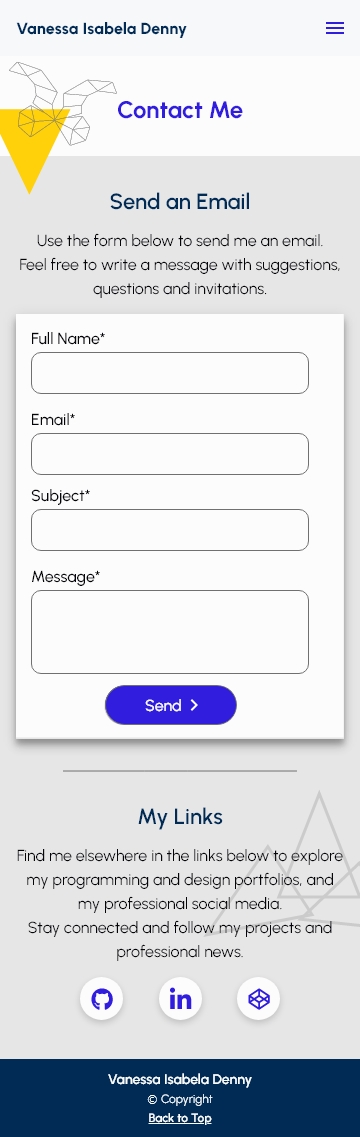 Vanessa Isabela Denny
Contact Me
Send an Email
Use the form below to send me an email.
Feel free to write a message with suggestions,
questions and invitations.
Full Name*
Email*
Subject*
Message*
Send
My Links
Find me elsewhere in the links below to explore
my programming and design portfolios, and
my professional social media.
Stay connected and follow my projects and
professional news.
in
Vanessa Isabela Denny
© Copyright
Back to Top